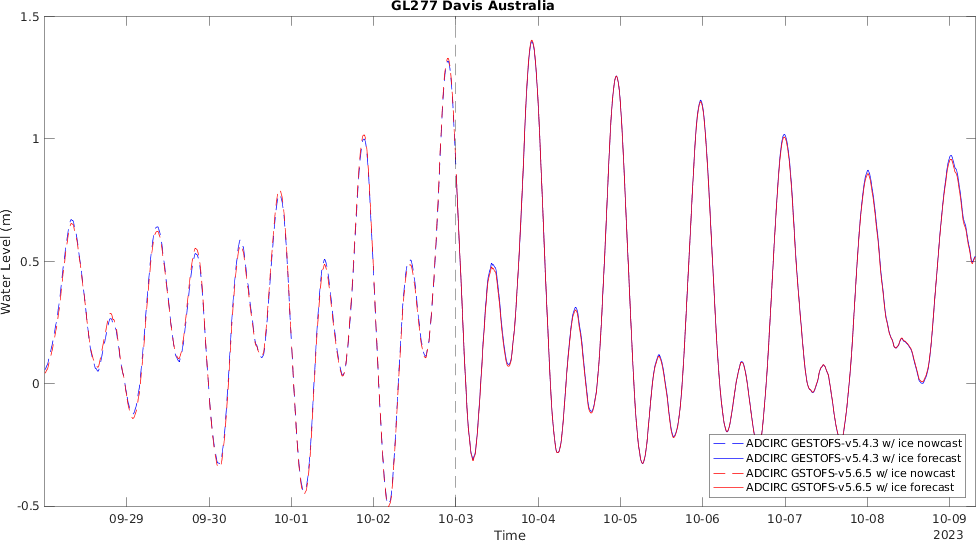 GL277 Davis Australia
1.5
1
0.5
0
-0.5
Water Level (m)
09-29 09-30 10-01 10-02 10-03 10-04 10-05 10-06 10-07 10-08 10-09
Time
2023
ADCIRC GESTOFS-v5.4.3 w/ ice nowcast
ADCIRC GESTOFS-v5.4.3 w/ ice forecast
ADCIRC GSTOFS-v5.6.5 w/ ice nowcast
ADCIRC GSTOFS-v5.6.5 w/ ice forecast